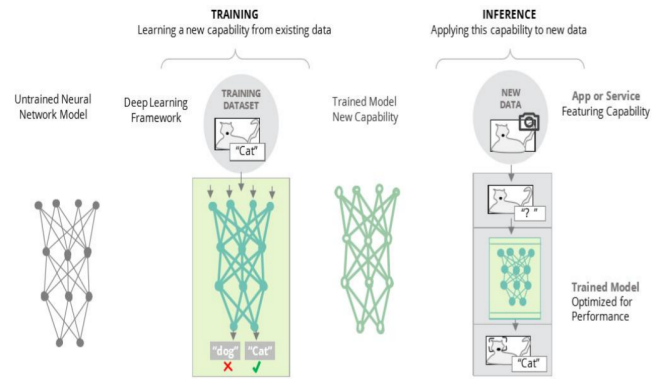 TRAINING
Learning a new capability from existing data
INFERENCE
Applying this capability to new data
Untrained Neural
Network Model
Deep Learning
Framework
TRAINING
DATASET
"Cat"
Trained Model
New Capability
NEW
DATA
App or Service
Featuring Capability
"? "
Trained Model
Optimized for
Performance
"dog"
"Cat"
"Cat"